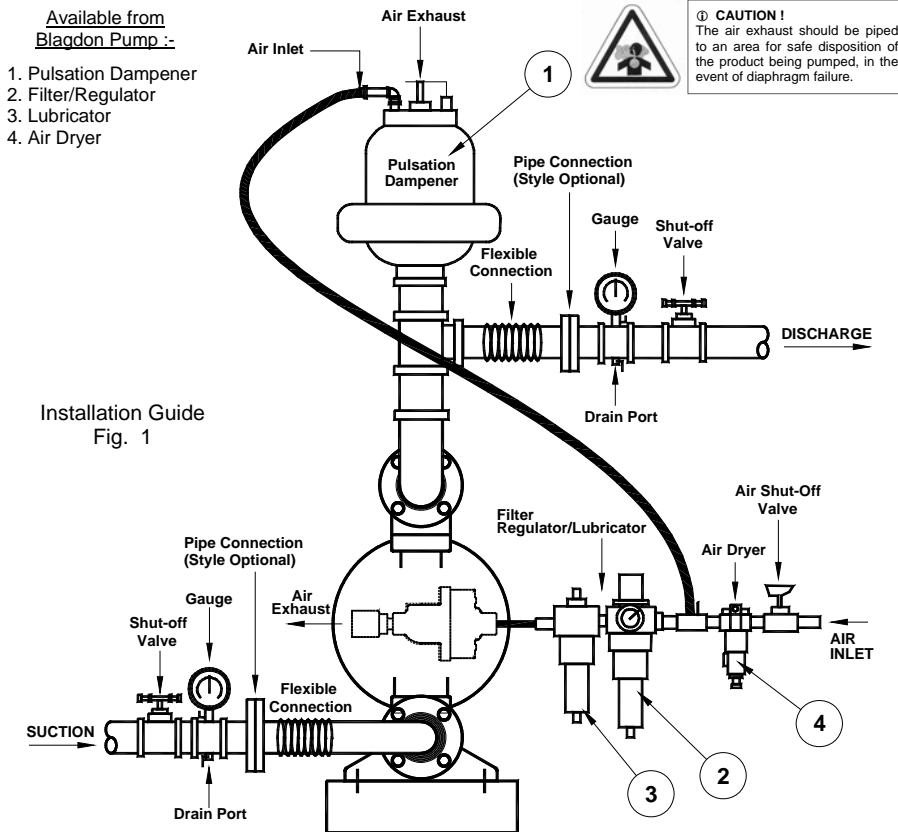 Available from
Blagdon Pump :-
1. Pulsation Dampener
2. Filter/Regulator
3. Lubricator
4. Air Dryer
Air Exhaust
Air Inlet
1
ⓘ CAUTION !
The air exhaust should be piped
to an area for safe disposition of
the product being pumped, in the
event of diaphragm failure.
Pulsation
Dampener
Pipe Connection
(Style Optional)
Gauge
Shut-off
Valve
Flexible
Connection
DISCHARGE
Drain Port
Installation Guide
Fig. 1
Filter
Regulator/Lubricator
Air Shut-Off
Valve
Air Dryer
AIR
INLET
Pipe Connection
(Style Optional)
Air
Exhaust
Gauge
Shut-off
Valve
Flexible
Connection
SUCTION
Drain Port
3
2
4